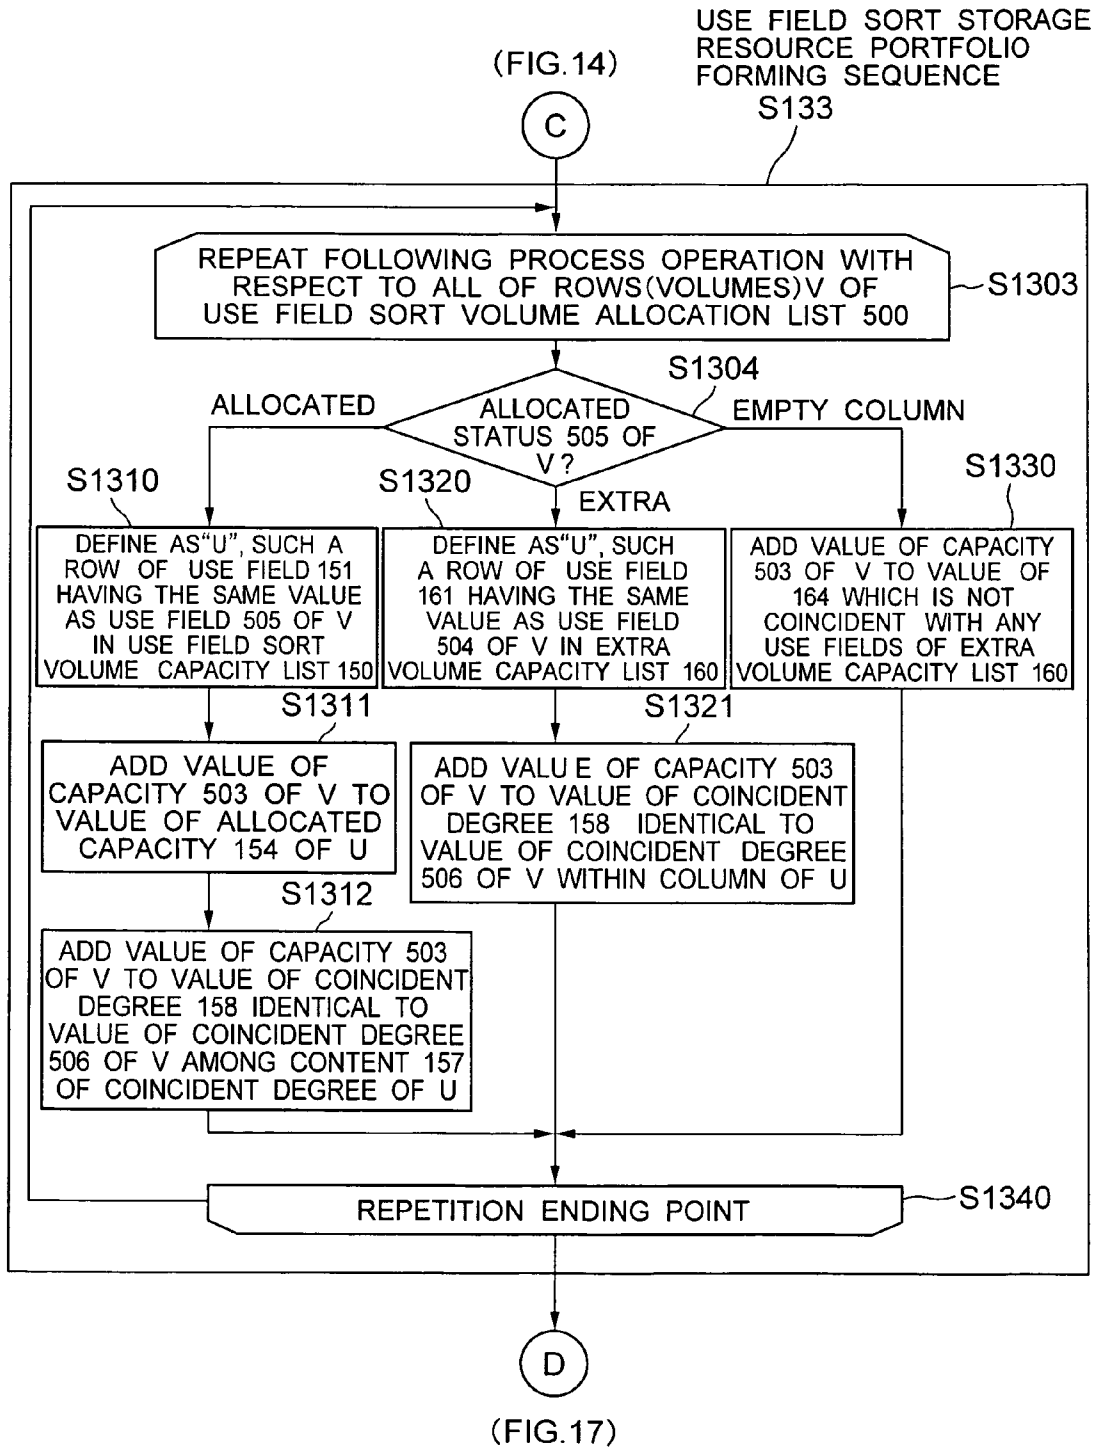 USE FIELD SORT STORAGE
RESOURCE PORTFOLIO
FORMING SEQUENCE
(FIG.14)
S133
C
REPEAT FOLLOWING PROCESS OPERATION WITH
RESPECT TO ALL OF ROWS(VOLUMES)V OF
USE FIELD SORT VOLUME ALLOCATION LIST 500
S1303
S1304
ALLOCATED
ALLOCATED
STATUS 505 OF
V?
EMPTY COLUMN
EXTRA
S1310
DEFINE AS"U", SUCH A
ROW OF USE FIELD 151
HAVING THE SAME VALUE
AS USE FIELD 505 OF V
IN USE FIELD SORT
VOLUME CAPACITY LIST 150
S1320
DEFINE AS"U", SUCH
A ROW OF USE FIELD
161 HAVING THE SAME
VALUE AS USE FIELD
504 OF V IN EXTRA
VOLUME CAPACITY LIST 160
S1330
ADD VALUE OF CAPACITY
503 OF V TO VALUE OF
164 WHICH IS NOT
COINCIDENT WITH ANY
USE FIELDS OF EXTRA
VOLUME CAPACITY LIST 160
S1311
ADD VALUE OF
CAPACITY 503 OF V TO
VALUE OF ALLOCATED
CAPACITY 154 OF U
S1321
ADD VALUE OF CAPACITY 503
OF V TO VALUE OF COINCIDENT
DEGREE 158 IDENTICAL TO
VALUE OF COINCIDENT DEGREE
506 OF V WITHIN COLUMN OF U
S1312
ADD VALUE OF CAPACITY 503
OF V TO VALUE OF COINCIDENT
DEGREE 158 IDENTICAL TO
VALUE OF COINCIDENT DEGREE
506 OF V AMONG CONTENT 157
OF COINCIDENT DEGREE OF U
REPETITION ENDING POINT
S1340
D
(FIG.17)